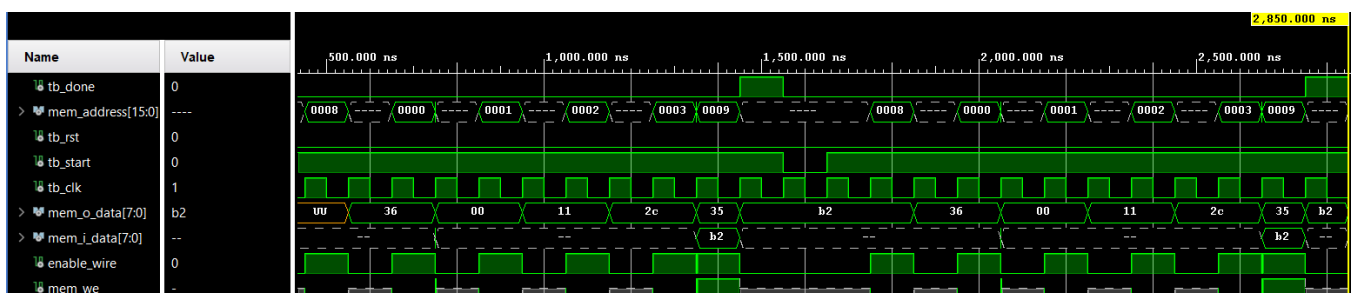 2,850.000 ns
Name Value
500.000 ns 1,000.000 ns 1,500.000 ns 2,000.000 ns 2,500.000 ns
tb_done 0
mem_address[15:0] ---- 0008 ---- 0000 ---- 0001 ---- 0002 ---- 0003 0009 ---- 0008 ---- 0000 ---- 0001 ---- 0002 ---- 0003 0009 ----
tb_rst 0
tb_start 0
tb_clk 1
mem_o_data[7:0] b2 UU 36 00 11 2c 35 b2 36 00 11 2c 35 b2
mem_i_data[7:0] -- -- -- b2 -- -- b2 --
enable_wire 0
mem_we -